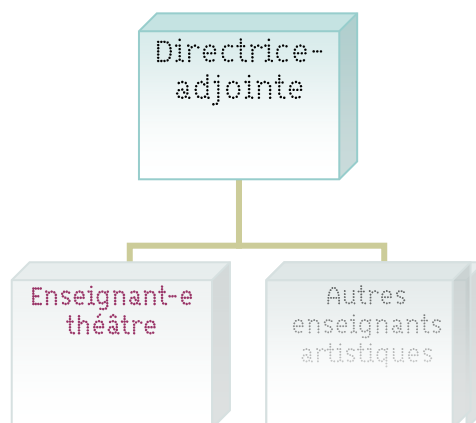 Directrice-
adjointe
Enseignant-e
théâtre
Autres
enseignants
artistiques